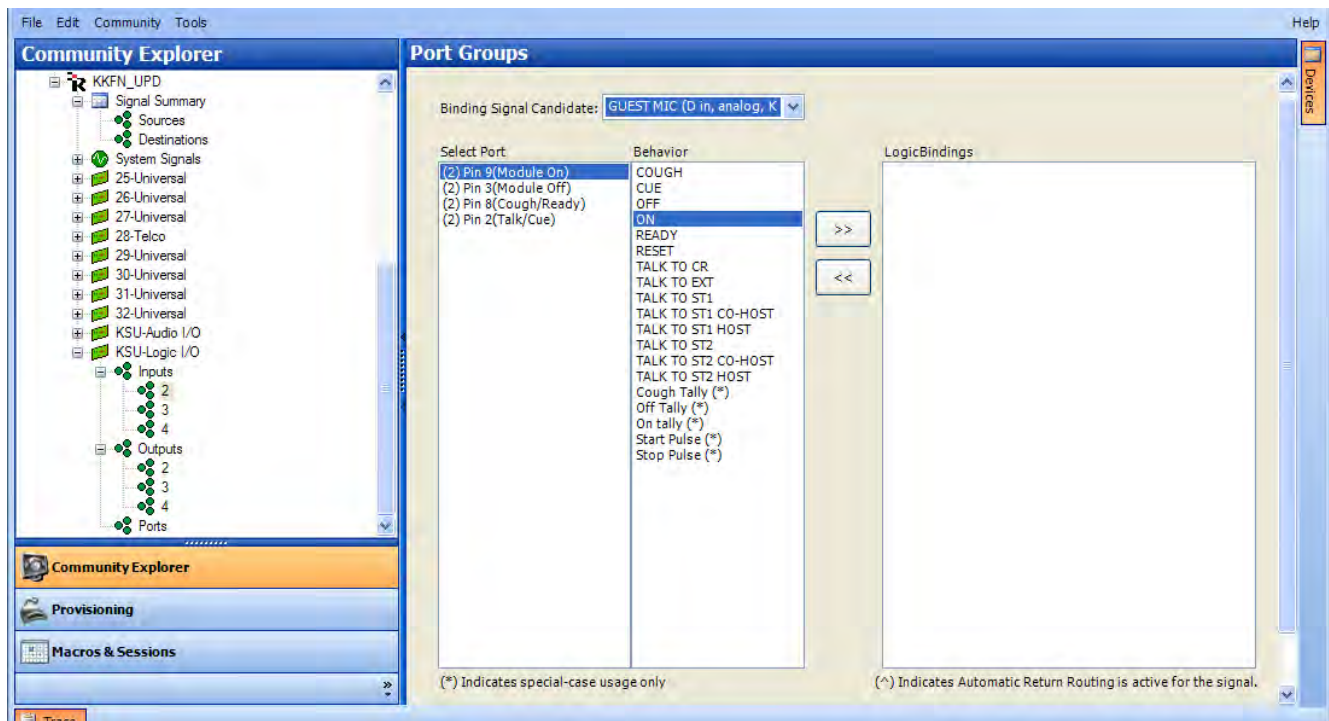 File Edit Community Tools
Help
Community Explorer
KKFN_UPD
Signal Summary
Sources
Destinations
System Signals
25-Universal
26-Universal
27-Universal
28-Telco
29-Universal
30-Universal
31-Universal
32-Universal
KSU-Audio I/O
KSU-Logic I/O
Inputs
2
3
4
Outputs
2
3
4
Ports
Community Explorer
Provisioning
Macros & Sessions
Port Groups
Binding Signal Candidate: GUEST MIC (D in, analog, K
Select Port
(2) Pin 9(Module On)
(2) Pin 3(Module Off)
(2) Pin 8(Cough/Ready)
(2) Pin 2(Talk/Cue)
Behavior
COUGH
CUE
OFF
ON
READY
RESET
TALK TO CR
TALK TO EXT
TALK TO ST1
TALK TO ST1 CO-HOST
TALK TO ST1 HOST
TALK TO ST2
TALK TO ST2 CO-HOST
TALK TO ST2 HOST
Cough Tally (*)
Off Tally (*)
On tally (*)
Start Pulse (*)
Stop Pulse (*)
>>
<<
LogicBindings
(*) Indicates special-case usage only
(^) Indicates Automatic Return Routing is active for the signal.
Devices
Trace